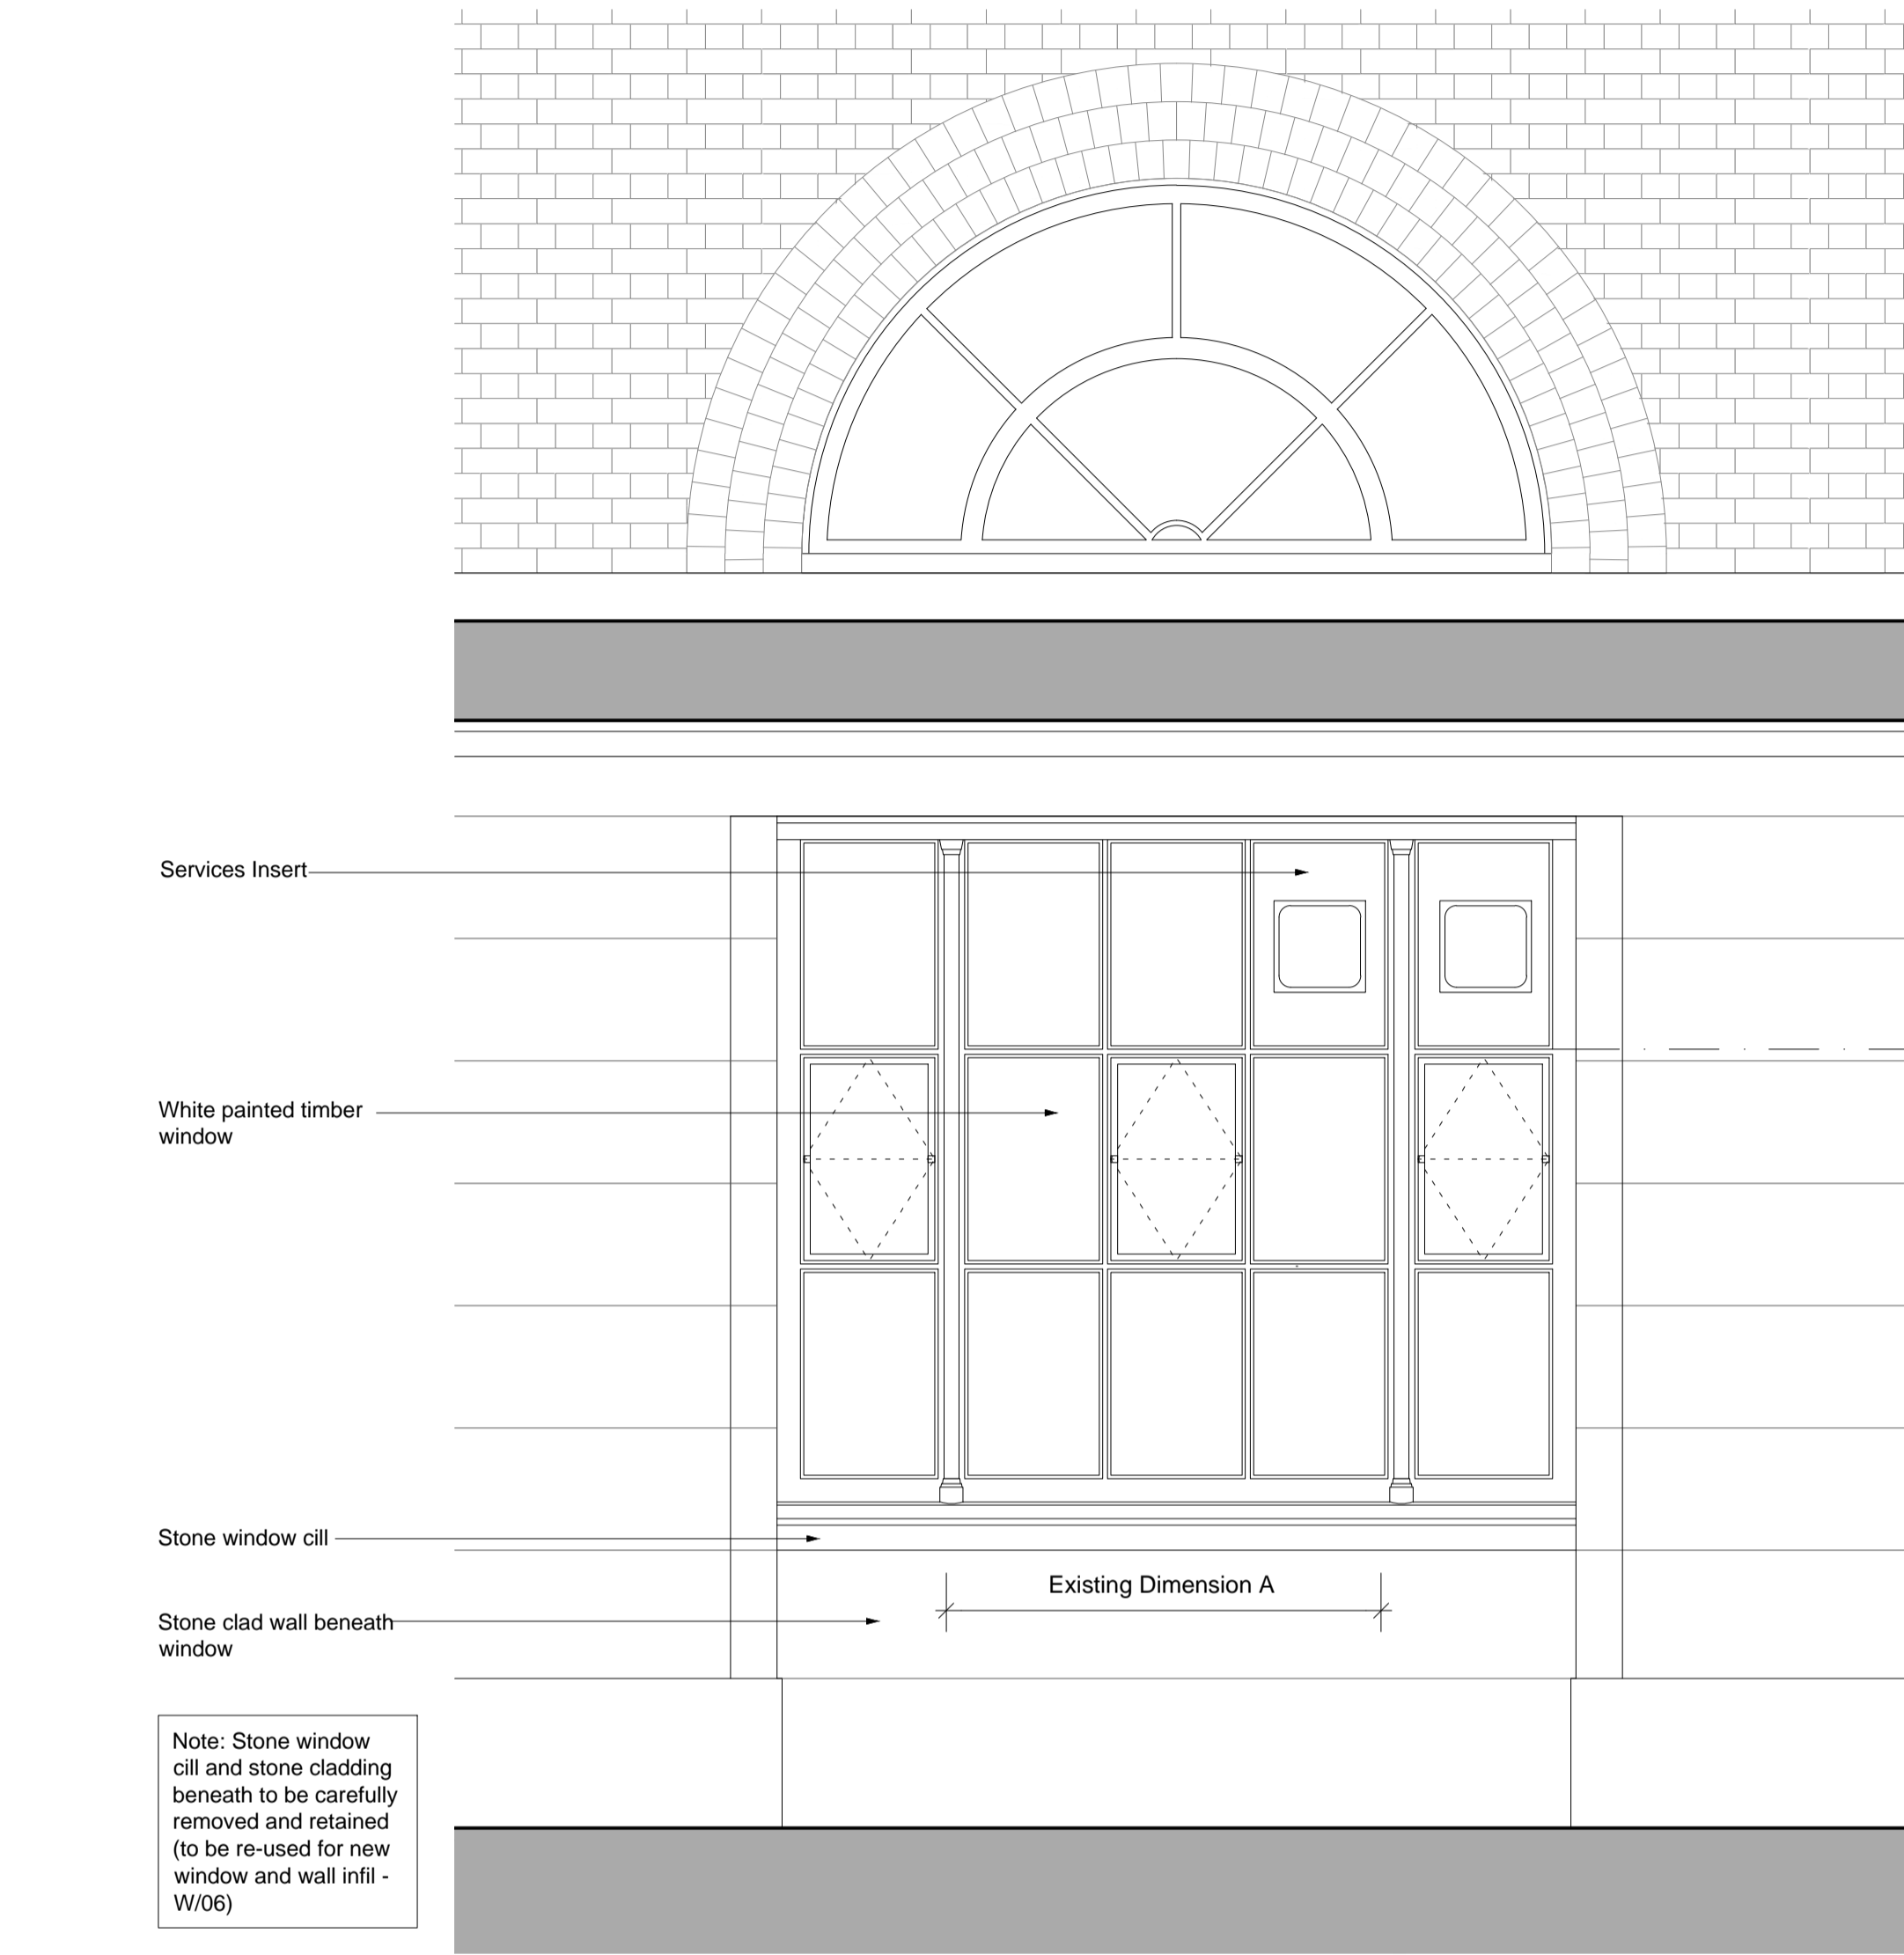 Services Insert
White painted timber
window
Stone window cill
Existing Dimension A
Stone clad wall beneath
window
Note: Stone window
cill and stone cladding
beneath to be carefully
removed and retained
(to be re-used for new
window and wall infil -
W/06)